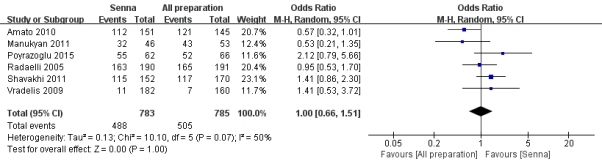 Senna All preparation Odds Ratio Odds Ratio
Study or Subgroup Events Total Events Total Weight M-H, Random, 95% CI M-H, Random, 95% CI
Amato 2010 112 151 121 145 20.7% 0.57 [0.32, 1.01]
Manukyan 2011 32 46 43 53 12.5% 0.53 [0.21, 1.35]
Poyrazoglu 2015 55 62 52 66 12.2% 2.12 [0.79, 5.66]
Radaelli 2005 163 190 165 191 20.1% 0.95 [0.53, 1.70]
Shavakhi 2011 115 152 117 170 23.3% 1.41 [0.86, 2.30]
Vradelis 2009 11 182 7 160 11.2% 1.41 [0.53, 3.72]
Total (95% CI) 783 785 100.0% 1.00 [0.66, 1.51]
Total events 488 505
Heterogeneity: Tau² = 0.13; Chi² = 10.10, df = 5 (P = 0.07); I² = 50%
Test for overall effect: Z = 0.00 (P = 1.00)
0.05 0.2 1 5 20
Favours [All preparation] Favours [Senna]